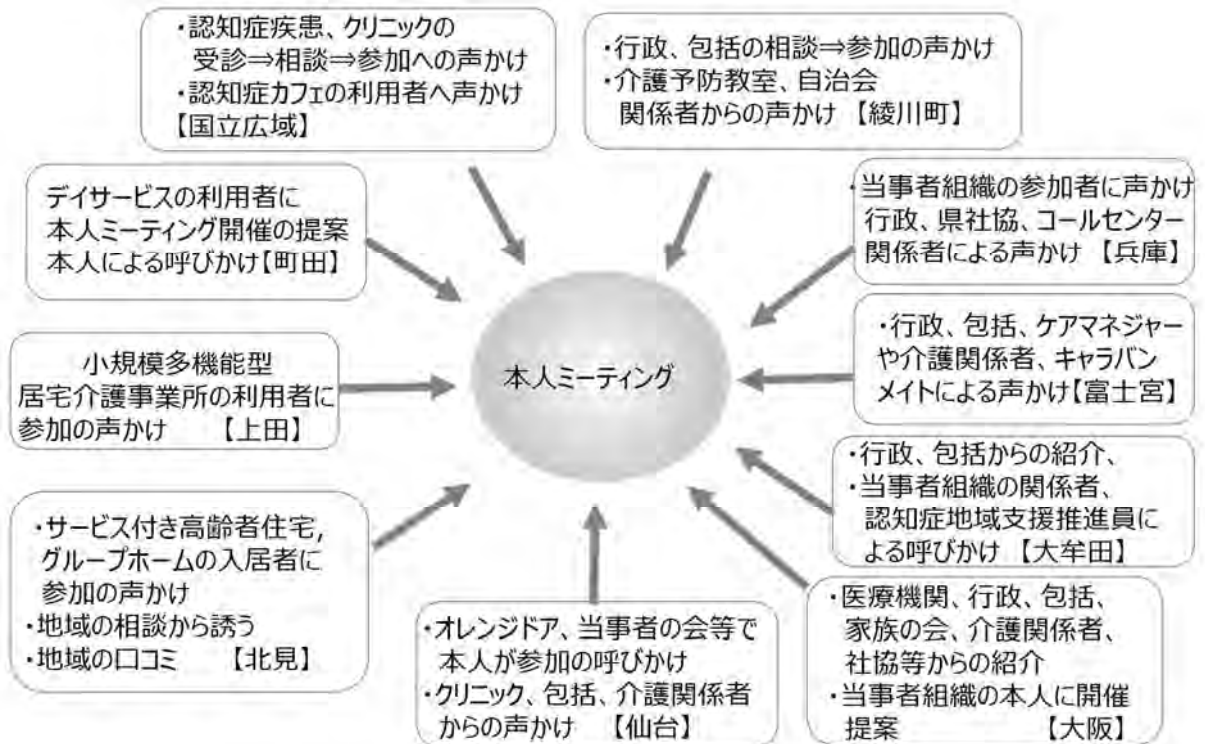 ・認知症疾患、クリニックの
受診⇒相談⇒参加への声かけ
・認知症カフェの利用者へ声かけ
【国立広域】
・行政、包括の相談⇒参加の声かけ
・介護予防教室、自治会
関係者からの声かけ 【綾川町】
デイサービスの利用者に
本人ミーティング開催の提案
本人による呼びかけ【町田】
・当事者組織の参加者に声かけ
行政、県社協、コールセンター
関係者による声かけ 【兵庫】
小規模多機能型
居宅介護事業所の利用者に
参加の声かけ 【上田】
本人ミーティング
・行政、包括、ケアマネジャー
や介護関係者、キャラバン
メイトによる声かけ【富士宮】
・行政、包括からの紹介、
・当事者組織の関係者、
認知症地域支援推進員に
よる呼びかけ 【大牟田】
・サービス付き高齢者住宅,
グループホームの入居者に
参加の声かけ
・地域の相談から誘う
・地域の口コミ 【北見】
・オレンジドア、当事者の会等で
本人が参加の呼びかけ
・クリニック、包括、介護関係者
からの声かけ 【仙台】
・医療機関、行政、包括、
家族の会、介護関係者、
社協等からの紹介
・当事者組織の本人に開催
提案 【大阪】